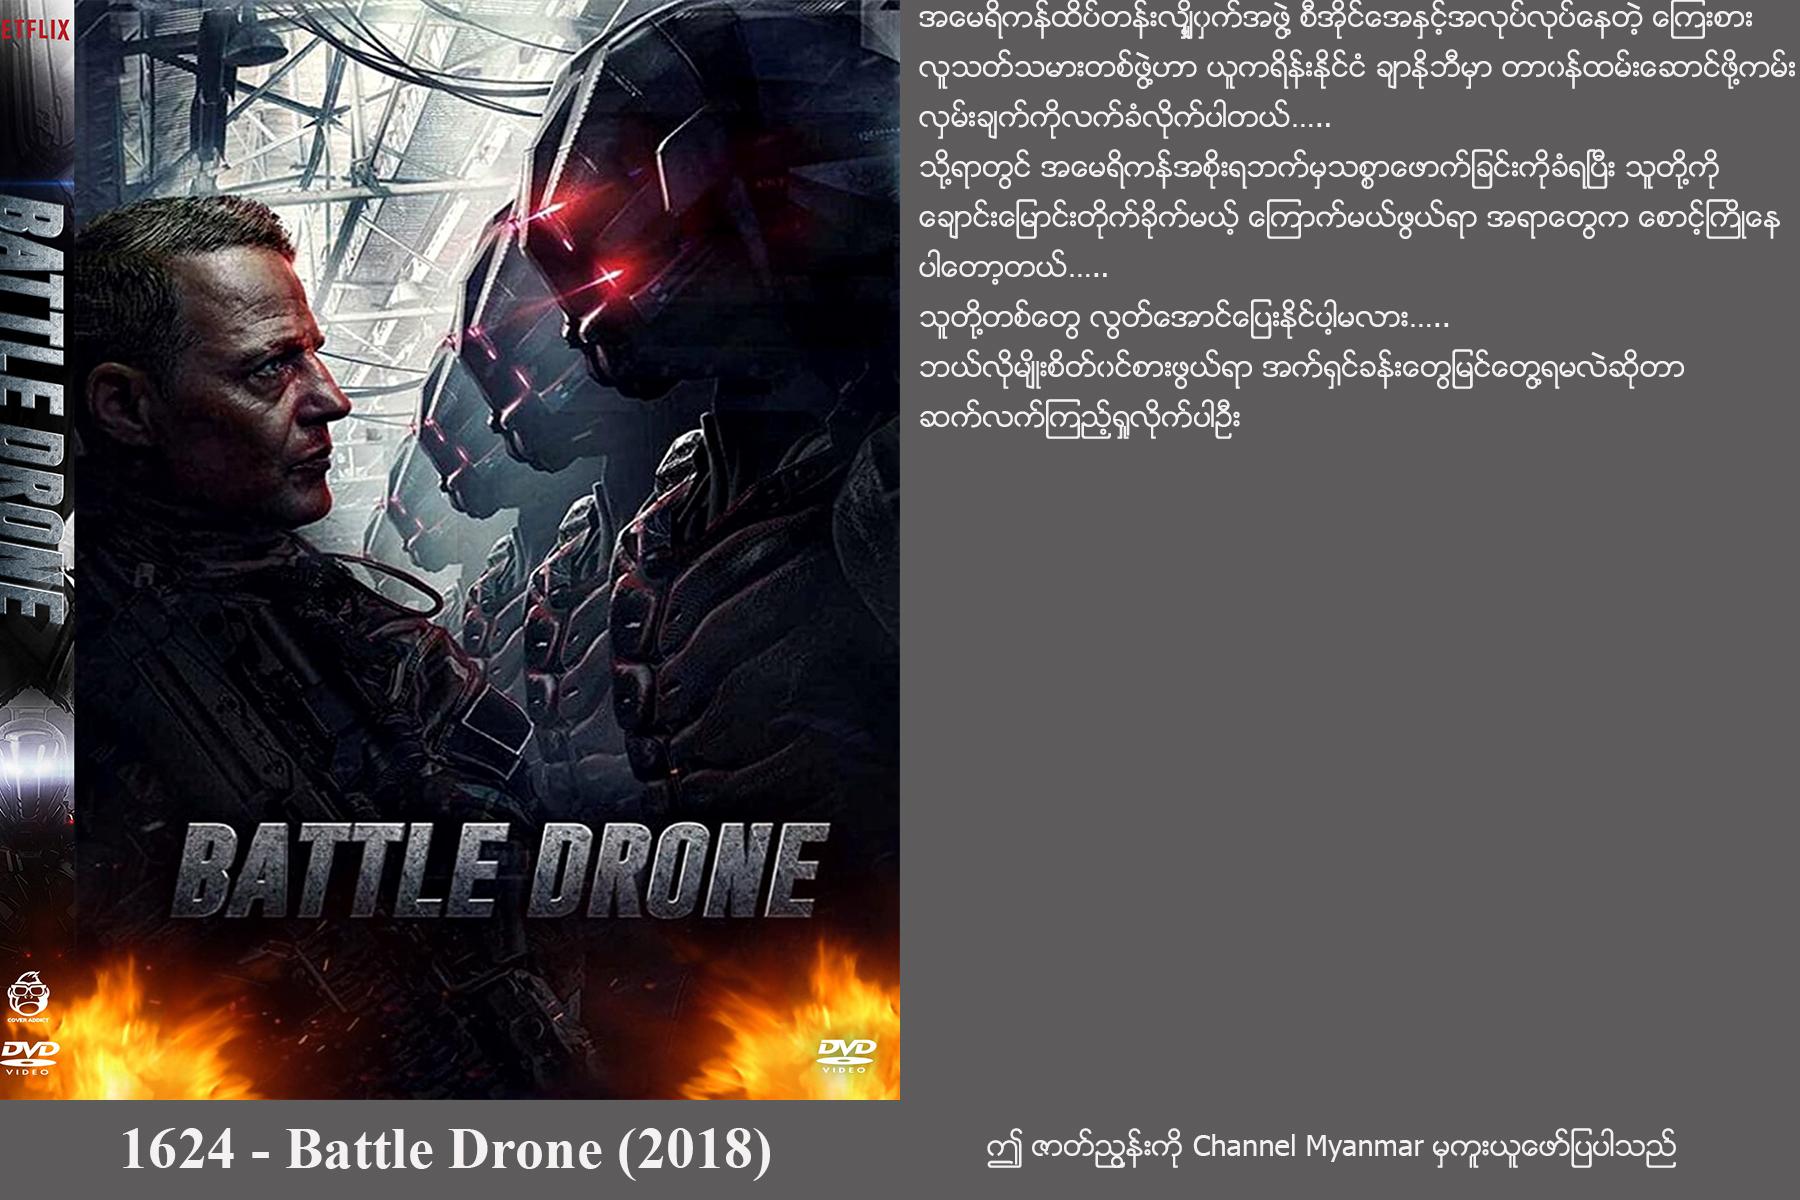 ETFLIX
BATTLE DRONE
COVER ADDICT
DVD
VIDEO
BATTLE DRONE
DVD
VIDEO
1624 - Battle Drone (2018)
အမေရိကန်ထိပ်တန်းလျှို့ဝှက်အဖွဲ့ စီအိုင်အေနှင့်အလုပ်လုပ်နေတဲ့ ကြေးစား
လူသတ်သမားတစ်ဖွဲ့ဟာ ယူကရိန်းနိုင်ငံ ချာနိုဘီမှာ တာဝန်ထမ်းဆောင်ဖို့ကမ်း
လှမ်းချက်ကိုလက်ခံလိုက်ပါတယ်…..
သို့ရာတွင် အမေရိကန်အစိုးရဘက်မှသစ္စာဖောက်ခြင်းကိုခံရပြီး သူတို့ကို
ချောင်းမြောင်းတိုက်ခိုက်မယ့် ကြောက်မယ်ဖွယ်ရာ အရာတွေက စောင့်ကြိုနေ
ပါတော့တယ်…..
သူတို့တစ်တွေ လွတ်အောင်ပြေးနိုင်ပါ့မလား…..
ဘယ်လိုမျိုးစိတ်ဝင်စားဖွယ်ရာ အက်ရှင်ခန်းတွေမြင်တွေ့ရမလဲဆိုတာ
ဆက်လက်ကြည့်ရှုလိုက်ပါဦး
ဤ ဇာတ်ညွှန်းကို Channel Myanmar မှကူးယူဖော်ပြပါသည်